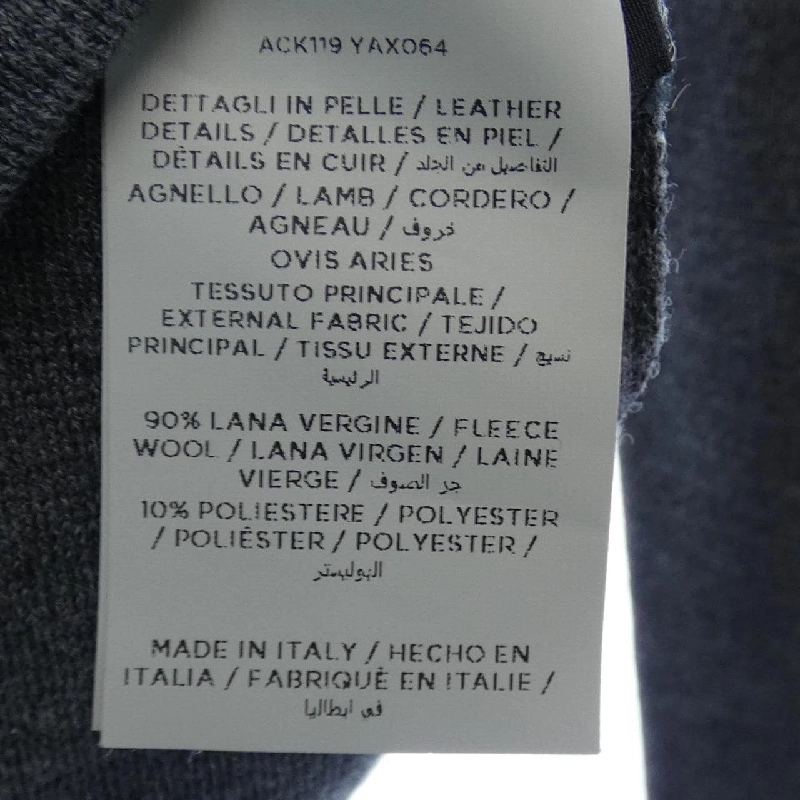 ACK119 YAX064
DETTAGLI IN PELLE / LEATHER
DETAILS / DETALLES EN PIEL /
DÉTAILS EN CUIR / التفاصيل من الجلد
AGNELLO / LAMB / CORDERO /
AGNEAU / خروف
OVIS ARIES
TESSUTO PRINCIPALE /
EXTERNAL FABRIC / TEJIDO
PRINCIPAL / TISSU EXTERNE / نسيج
الرئيسية
90% LANA VERGINE / FLEECE
WOOL / LANA VIRGEN / LAINE
VIERGE / جز الصوف
10% POLIESTERE / POLYESTER
/ POLIÉSTER / POLYESTER /
البوليستر
MADE IN ITALY / HECHO EN
ITALIA / FABRIQUÉ EN ITALIE /
في ايطاليا